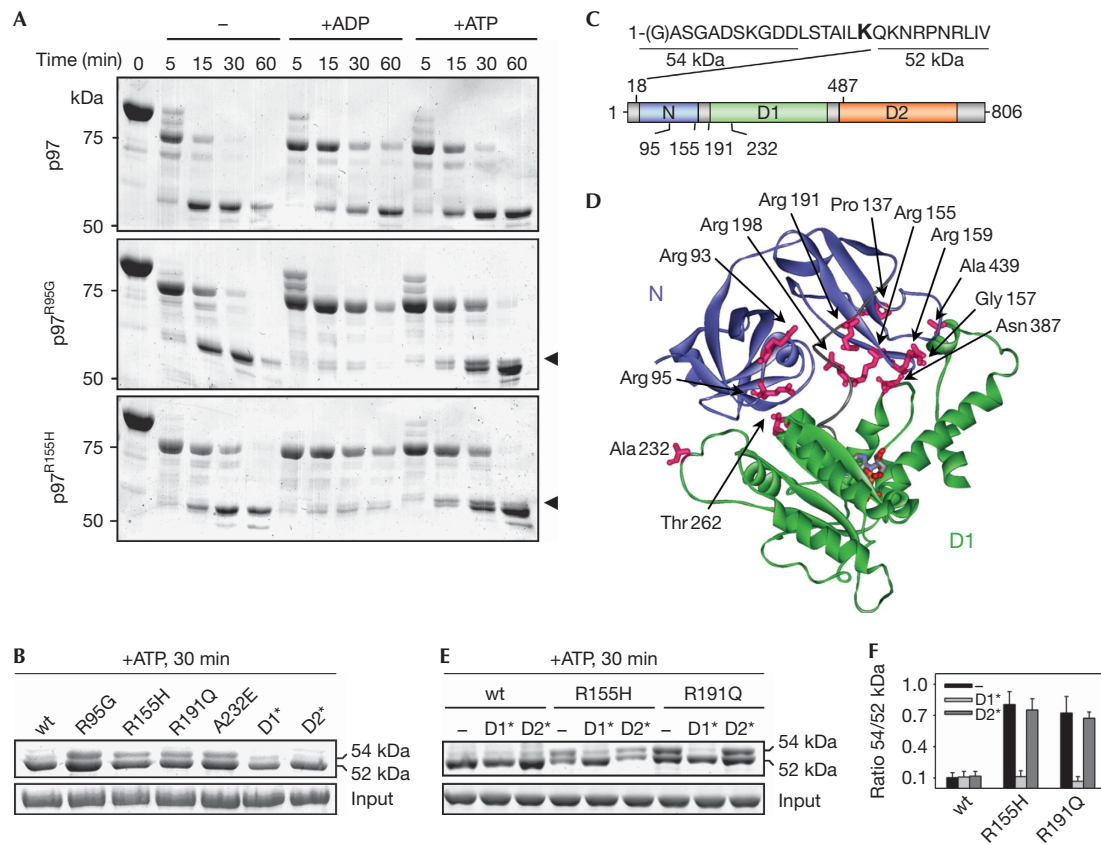 A
– +ADP +ATP
Time (min) 0 5 15 30 60 5 15 30 60 5 15 30 60
kDa
75
50
p97
75
50
p97R95G
75
50
p97R155H
B
+ATP, 30 min
wt R95G R155H R191Q A232E D1* D2*
54 kDa
52 kDa
Input
C
1-(G)ASGADSKGDDLSTAILKQKNRPNRLIV
54 kDa 52 kDa
18 487
1 N D1 D2 806
95 155 191 232
D
Arg 191 Pro 137 Arg 155
Arg 198 Arg 159
Arg 93 Ala 439
N Gly 157
Asn 387
Arg 95
Ala 232
Thr 262
D1
E
+ATP, 30 min
wt R155H R191Q
– D1* D2* – D1* D2* – D1* D2*
54 kDa
52 kDa
Input
F
Ratio 54/52 kDa
1.0
0.7
0.4
0.1
–
D1*
D2*
wt R155H R191Q